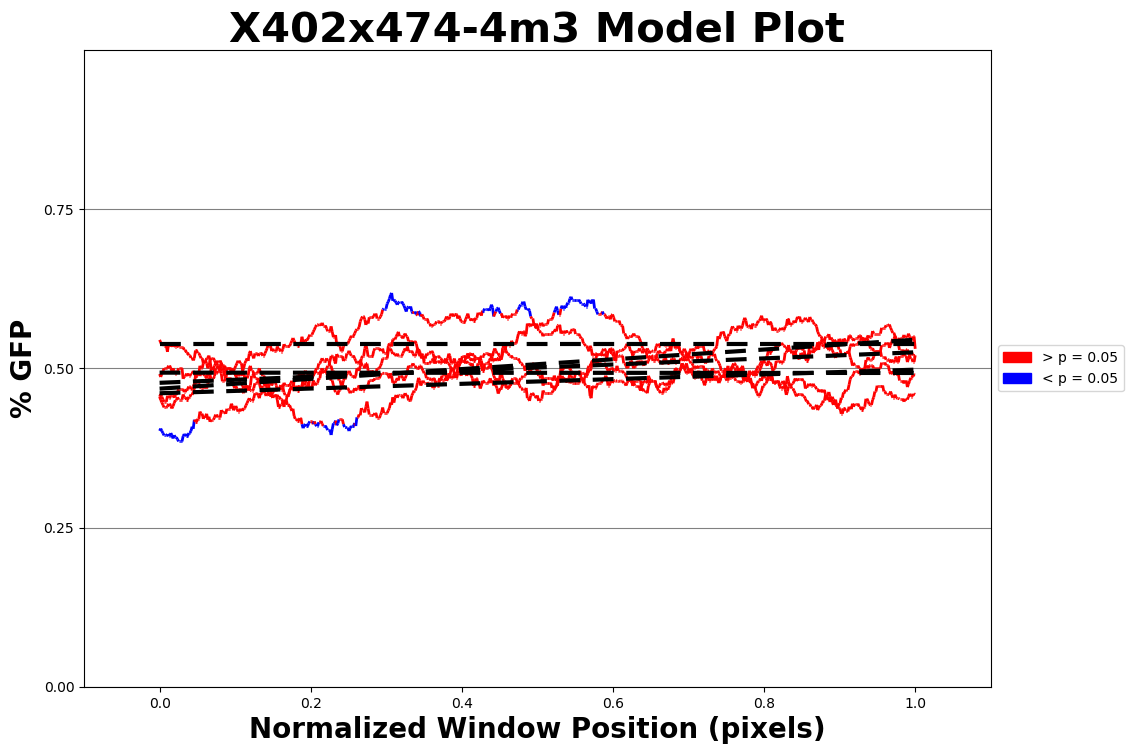 X402x474-4m3 Model Plot
% GFP
0.75
0.50
0.25
0.00
0.0 0.2 0.4 0.6 0.8 1.0
Normalized Window Position (pixels)
> p = 0.05
< p = 0.05